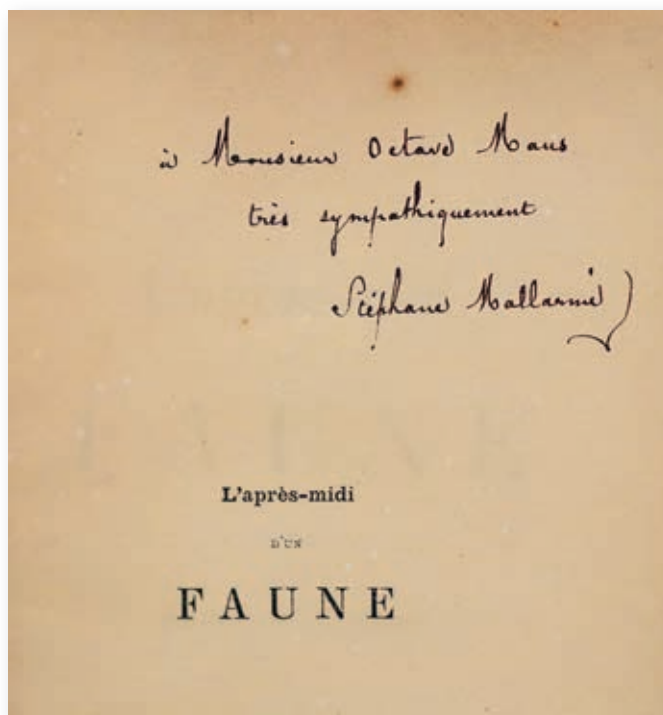 à Monsieur Octave Maus
très sympathiquement
Stéphane Mallarmé
L'après-midi
D'UN
FAUNE